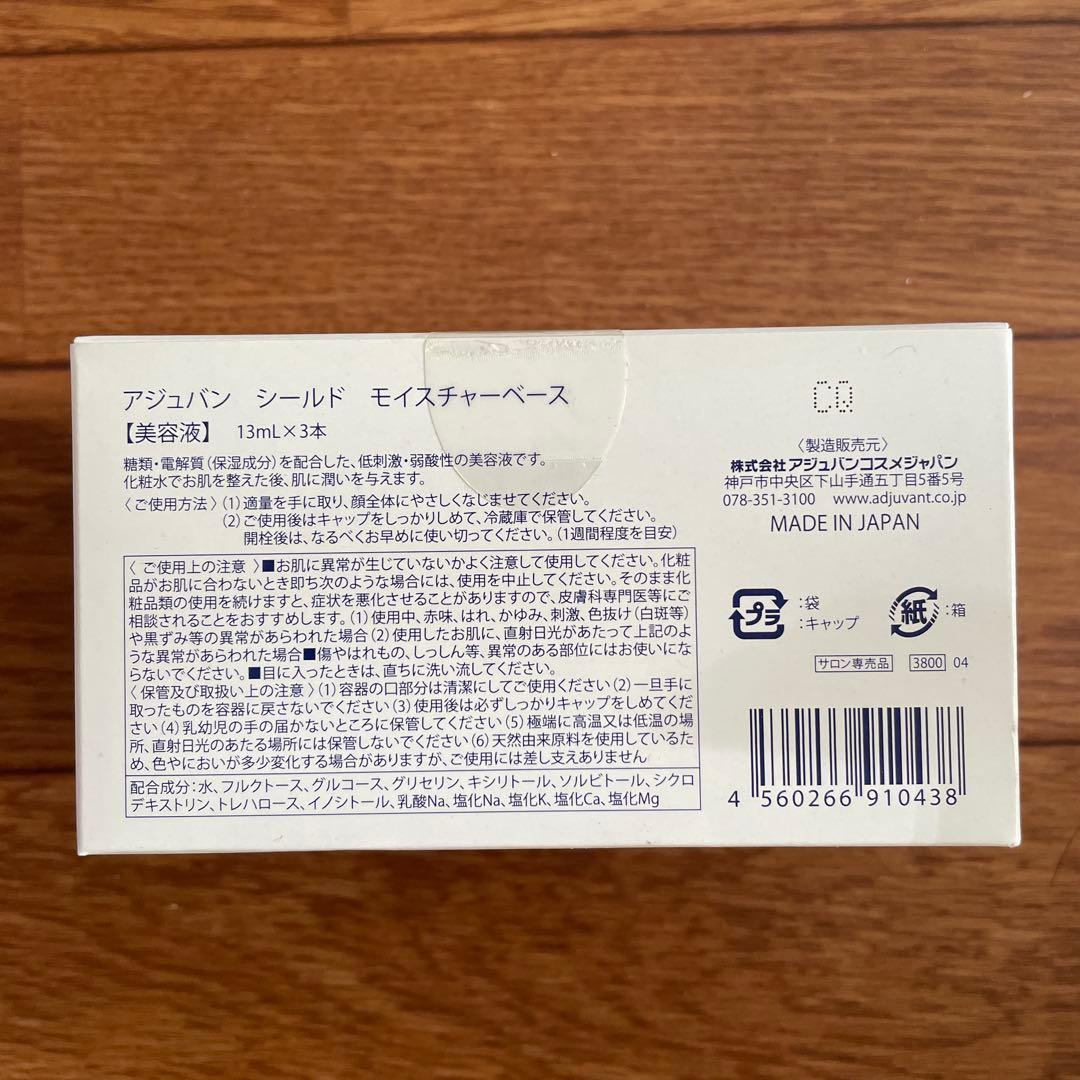 アジュバン　シールド　モイスチャーベース
【美容液】　13mL×3本
糖類・電解質(保湿成分)を配合した、低刺激・弱酸性の美容液です。
化粧水でお肌を整えた後、肌に潤いを与えます。
〈ご使用方法〉(1)適量を手に取り、顔全体にやさしくなじませてください。
(2)ご使用後はキャップをしっかりしめて、冷蔵庫で保管してください。
開栓後は、なるべくお早めに使い切ってください。(1週間程度を目安)
〈ご使用上の注意〉■お肌に異常が生じていないかよく注意して使用してください。化粧
品がお肌に合わないとき即ち次のような場合には、使用を中止してください。そのまま化
粧品類の使用を続けますと、症状を悪化させることがありますので、皮膚科専門医等にご
相談されることをおすすめします。(1)使用中、赤味、はれ、かゆみ、刺激、色抜け(白斑等)
や黒ずみ等の異常があらわれた場合(2)使用したお肌に、直射日光があたって上記のよ
うな異常があらわれた場合■傷やはれもの、しっしん等、異常のある部位にはお使いにな
らないでください。■目に入ったときは、直ちに洗い流してください。
〈保管及び取扱い上の注意〉(1)容器の口部分は清潔にしてご使用ください(2)一旦手に
取ったものを容器に戻さないでください(3)使用後は必ずしっかりキャップをしめてくだ
さい(4)乳幼児の手の届かないところに保管してください(5)極端に高温又は低温の場
所、直射日光のあたる場所には保管しないでください(6)天然由来原料を使用しているた
め、色やにおいが多少変化する場合がありますが、ご使用には差し支えありません
配合成分:水、フルクトース、グルコース、グリセリン、キシリトール、ソルビトール、シクロ
デキストリン、トレハロース、イノシトール、乳酸Na、塩化Na、塩化K、塩化Ca、塩化Mg
CQ
〈製造販売元〉
株式会社アジュバンコスメジャパン
神戸市中央区下山手通五丁目5番5号
078-351-3100　www.adjuvant.co.jp
MADE IN JAPAN
プラ :袋 :キャップ
紙 :箱
サロン専売品　3800　04
4 560266 910438